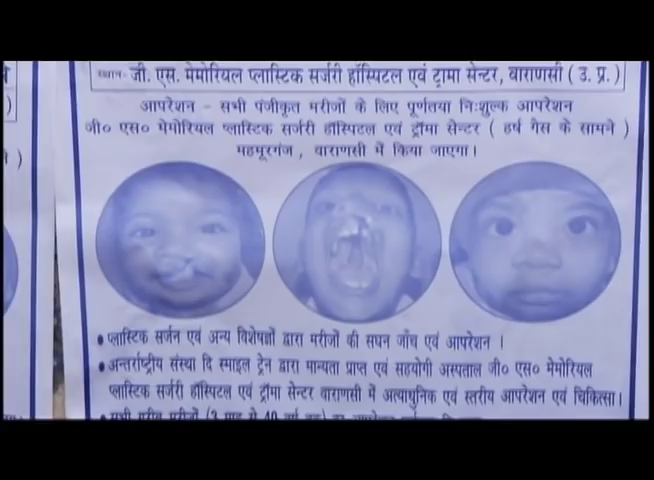 स्थान- जी. एस. मेमोरियल प्लास्टिक सर्जरी हॉस्पिटल एवं ट्रामा सेन्टर, वाराणसी ( उ. प्र. )
आपरेशन - सभी पंजीकृत मरीजों के लिए पूर्णतया निःशुल्क आपरेशन
जी० एस० मेमोरियल प्लास्टिक सर्जरी हॉस्पिटल एवं ट्रॉमा सेन्टर ( हर्ष गैस के सामने )
महमूरगंज, वाराणसी में किया जाएगा।
• प्लास्टिक सर्जन एवं अन्य विशेषज्ञों द्वारा मरीजों की सघन जाँच एवं आपरेशन ।
• अन्तर्राष्ट्रीय संस्था दि स्माइल ट्रेन द्वारा मान्यता प्राप्त एवं सहयोगी अस्पताल जी० एस० मेमोरियल
प्लास्टिक सर्जरी हॉस्पिटल एवं ट्रॉमा सेन्टर वाराणसी में अत्याधुनिक एवं स्तरीय आपरेशन एवं चिकित्सा।